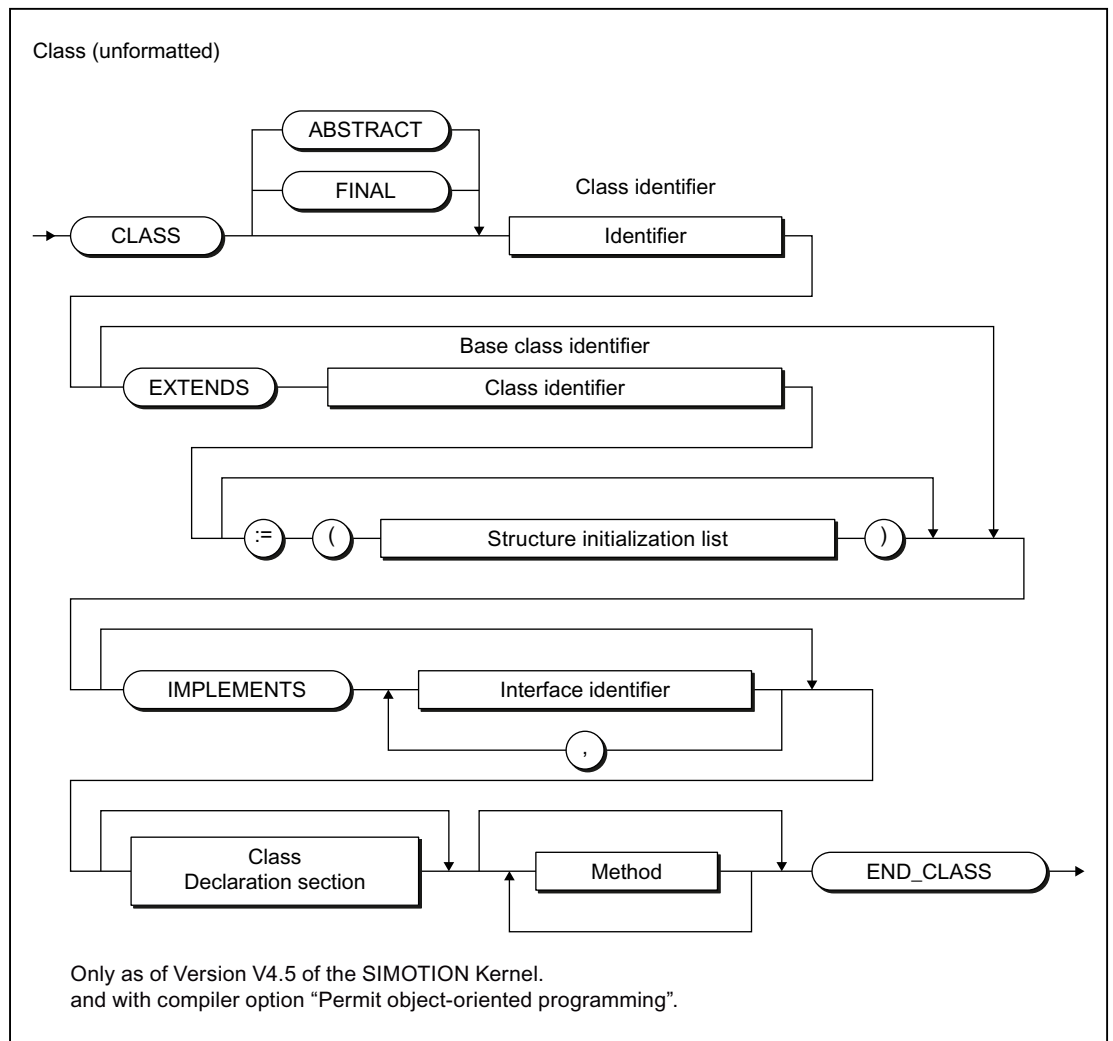 Class (unformatted)
ABSTRACT
FINAL
Class identifier
CLASS
Identifier
Base class identifier
EXTENDS
Class identifier
:=
(
Structure initialization list
)
IMPLEMENTS
Interface identifier
,
Class
Declaration section
Method
END_CLASS
Only as of Version V4.5 of the SIMOTION Kernel.
and with compiler option “Permit object-oriented programming”.